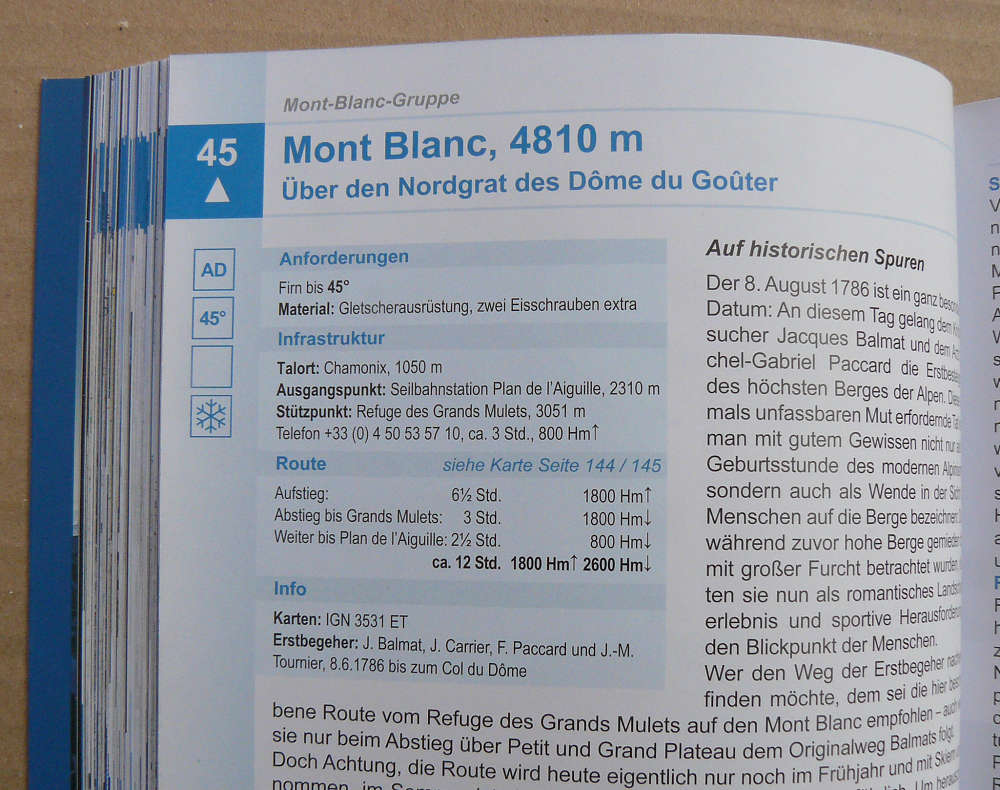 Mont-Blanc-Gruppe
45
Mont Blanc, 4810 m
Über den Nordgrat des Dôme du Goûter
AD
45°
Anforderungen
Firn bis 45°
Material: Gletscherausrüstung, zwei Eisschrauben extra
Infrastruktur
Talort: Chamonix, 1050 m
Ausgangspunkt: Seilbahnstation Plan de l'Aiguille, 2310 m
Stützpunkt: Refuge des Grands Mulets, 3051 m
Telefon +33 (0) 4 50 53 57 10, ca. 3 Std., 800 Hm↑
Route siehe Karte Seite 144 / 145
Aufstieg: 6½ Std. 1800 Hm↑
Abstieg bis Grands Mulets: 3 Std. 1800 Hm↓
Weiter bis Plan de l'Aiguille: 2½ Std. 800 Hm↓
ca. 12 Std. 1800 Hm↑ 2600 Hm↓
Info
Karten: IGN 3531 ET
Erstbegeher: J. Balmat, J. Carrier, F. Paccard und J.-M.
Tournier, 8.6.1786 bis zum Col du Dôme
Auf historischen Spuren
Der 8. August 1786 ist ein ganz
Datum: An diesem Tag gelang dem
sucher Jacques Balmat und dem
chel-Gabriel Paccard die
des höchsten Berges der Alpen.
mals unfassbaren Mut erfordernde
man mit gutem Gewissen nicht nur
Geburtsstunde des modernen
sondern auch als Wende in der
Menschen auf die Berge bezeichnen.
während zuvor hohe Berge gemieden
mit großer Furcht betrachtet wurden,
ten sie nun als romantisches
erlebnis und sportive
den Blickpunkt der Menschen.
Wer den Weg der Erstbegeher
finden möchte, dem sei die hier
bene Route vom Refuge des Grands Mulets auf den Mont Blanc empfohlen – auch
sie nur beim Abstieg über Petit und Grand Plateau dem Originalweg Balmats folgt.
Doch Achtung, die Route wird heute eigentlich nur noch im Frühjahr und mit Skiern